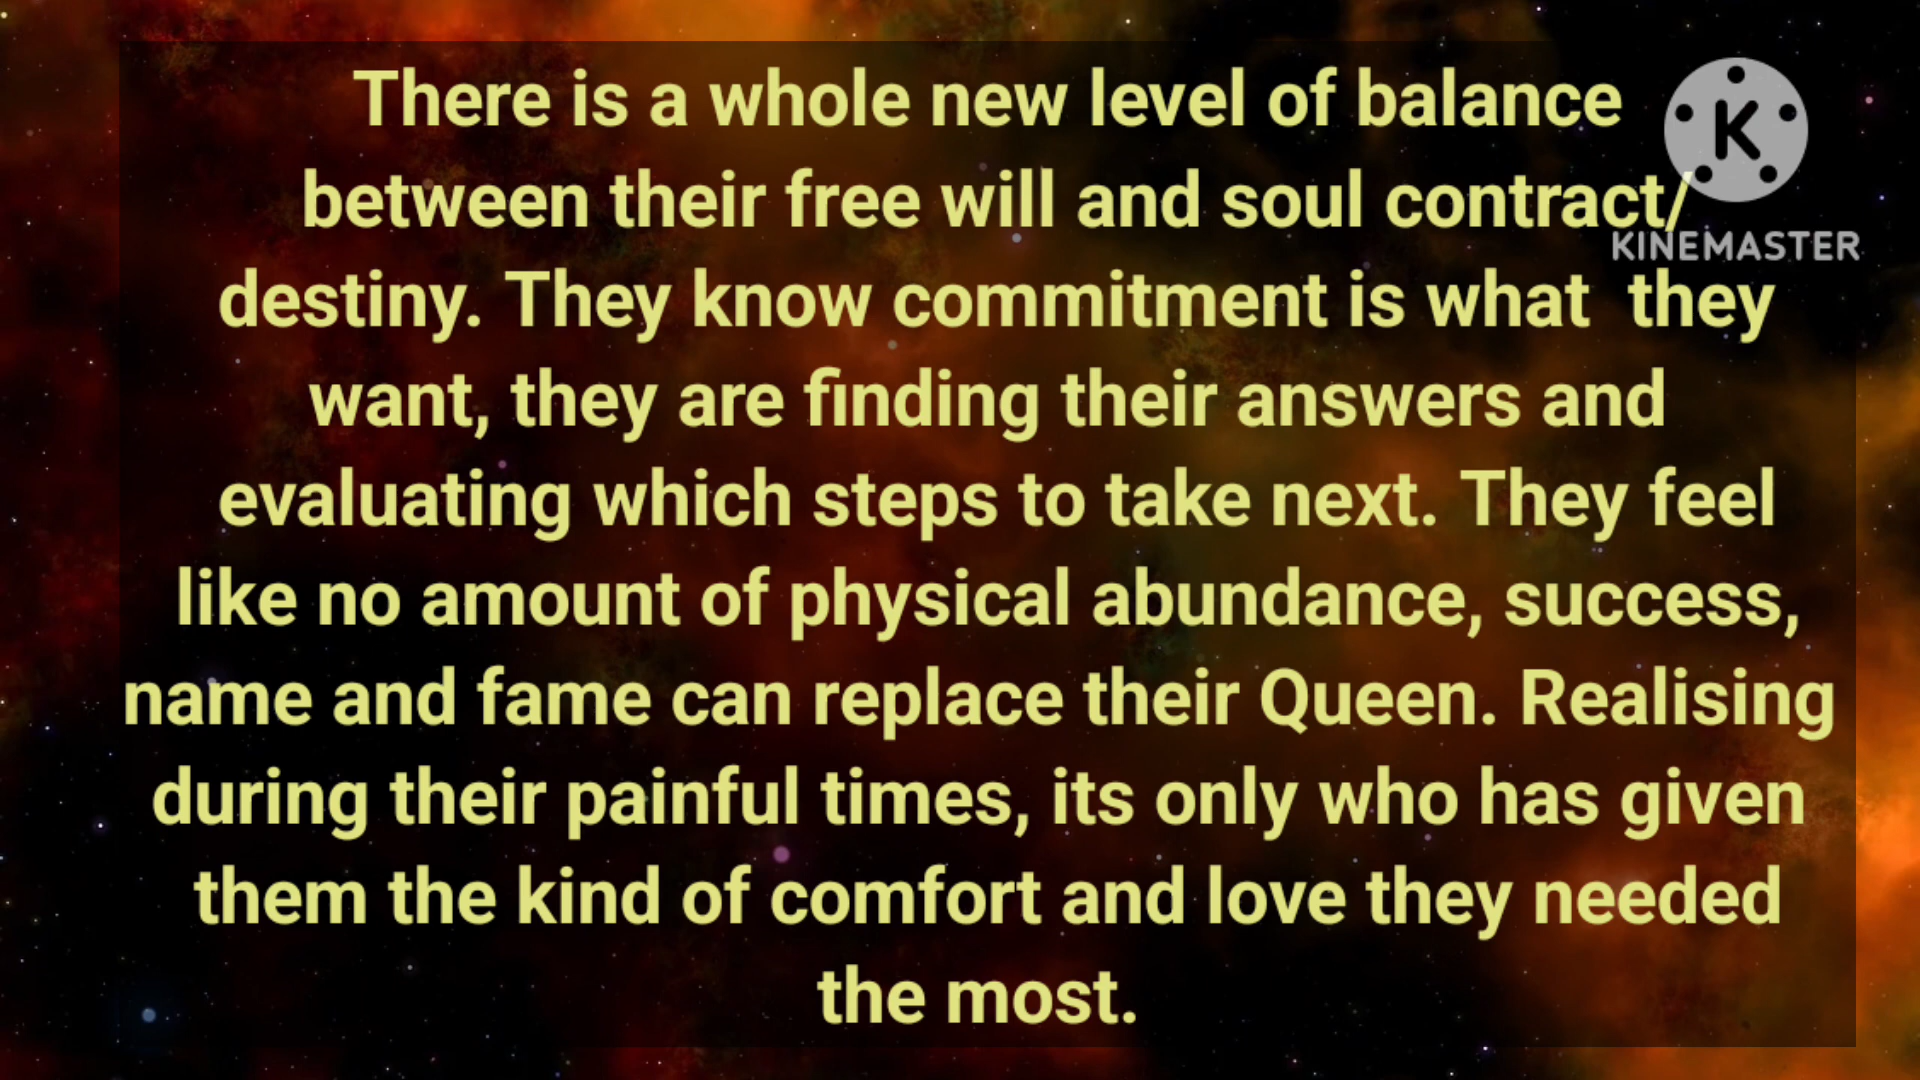 There is a whole new level of balance
between their free will and soul contract/
destiny. They know commitment is what  they
want, they are finding their answers and
evaluating which steps to take next. They feel
like no amount of physical abundance, success,
name and fame can replace their Queen. Realising
during their painful times, its only who has given
them the kind of comfort and love they needed
the most.
K
KINEMASTER